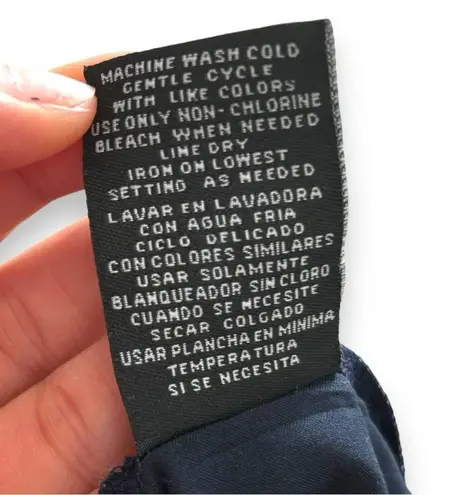 MACHINE WASH COLD
GENTLE CYCLE
WITH LIKE COLORS
USE ONLY NON-CHLORINE
BLEACH WHEN NEEDED
LINE DRY
IRON ON LOWEST
SETTING AS NEEDED
LAVAR EN LAVADORA
CON AGUA FRIA
CICLO DELICADO
CON COLORES SIMILARES
USAR SOLAMENTE
BLANQUEADOR SIN CLORO
CUANDO SE NECESITE
SECAR COLGADO
USAR PLANCHA EN MINIMA
TEMPERATURA
SI SE NECESITA